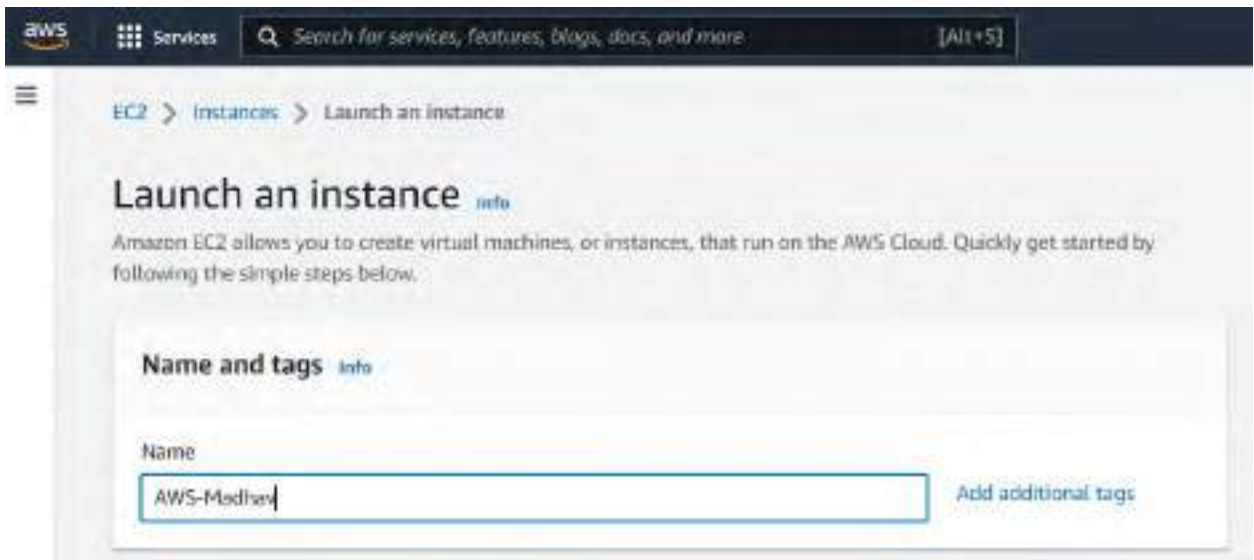 aws Services Search for services, features, blogs, docs, and more [Alt+S]
EC2 > Instances > Launch an instance
Launch an instance Info
Amazon EC2 allows you to create virtual machines, or instances, that run on the AWS Cloud. Quickly get started by
following the simple steps below.
Name and tags Info
Name
AWS-Madhav Add additional tags